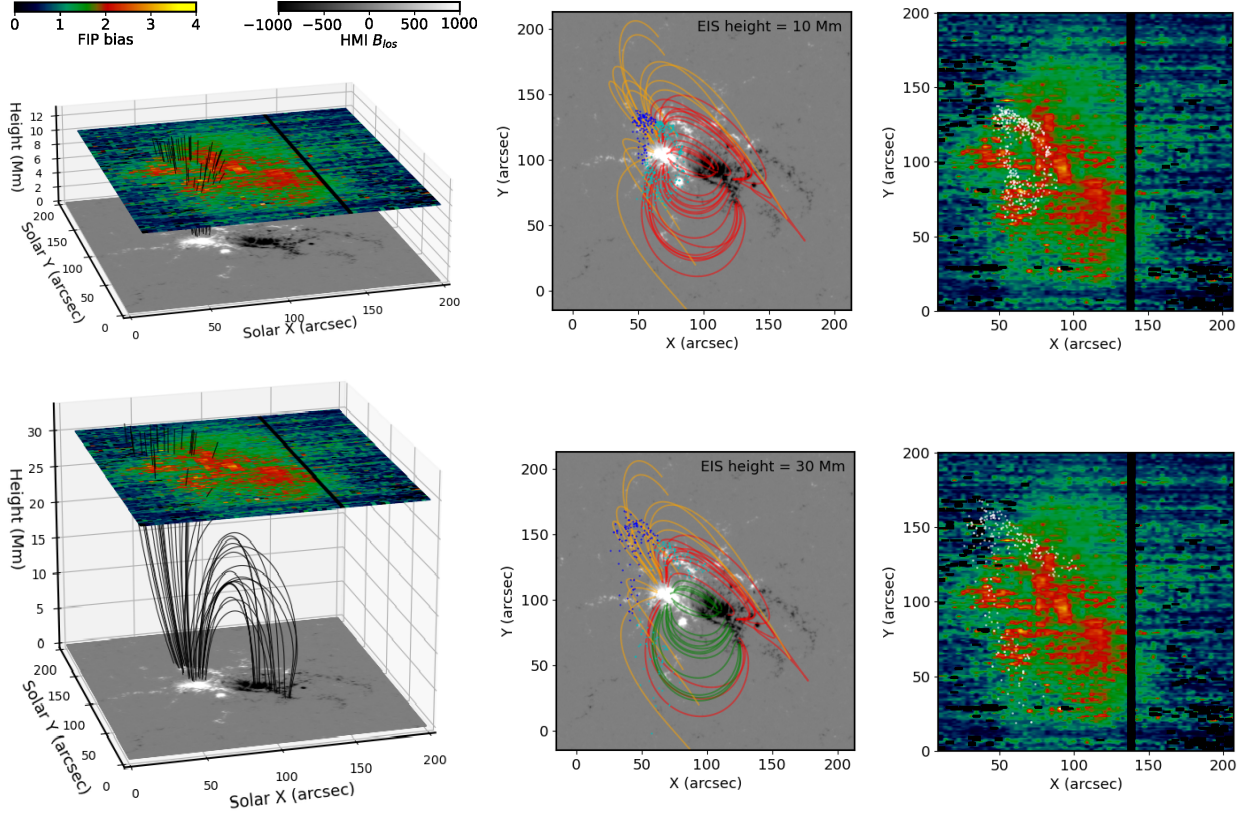 0 1 2 3 4
FIP bias
−1000 −500 0 500 1000
HMI B_los
Height (Mm)
12
10
8
6
4
2
0
200
150
100
50
0
Solar Y (arcsec)
0 50 100 150 200
Solar X (arcsec)
EIS height = 10 Mm
200
150
100
50
0
Y (arcsec)
0 50 100 150 200
X (arcsec)
200
150
100
50
0
Y (arcsec)
50 100 150 200
X (arcsec)
Height (Mm)
30
25
20
15
10
5
0
200
150
100
50
0
Solar Y (arcsec)
0 50 100 150 200
Solar X (arcsec)
EIS height = 30 Mm
200
150
100
50
0
Y (arcsec)
0 50 100 150 200
X (arcsec)
200
150
100
50
0
Y (arcsec)
50 100 150 200
X (arcsec)